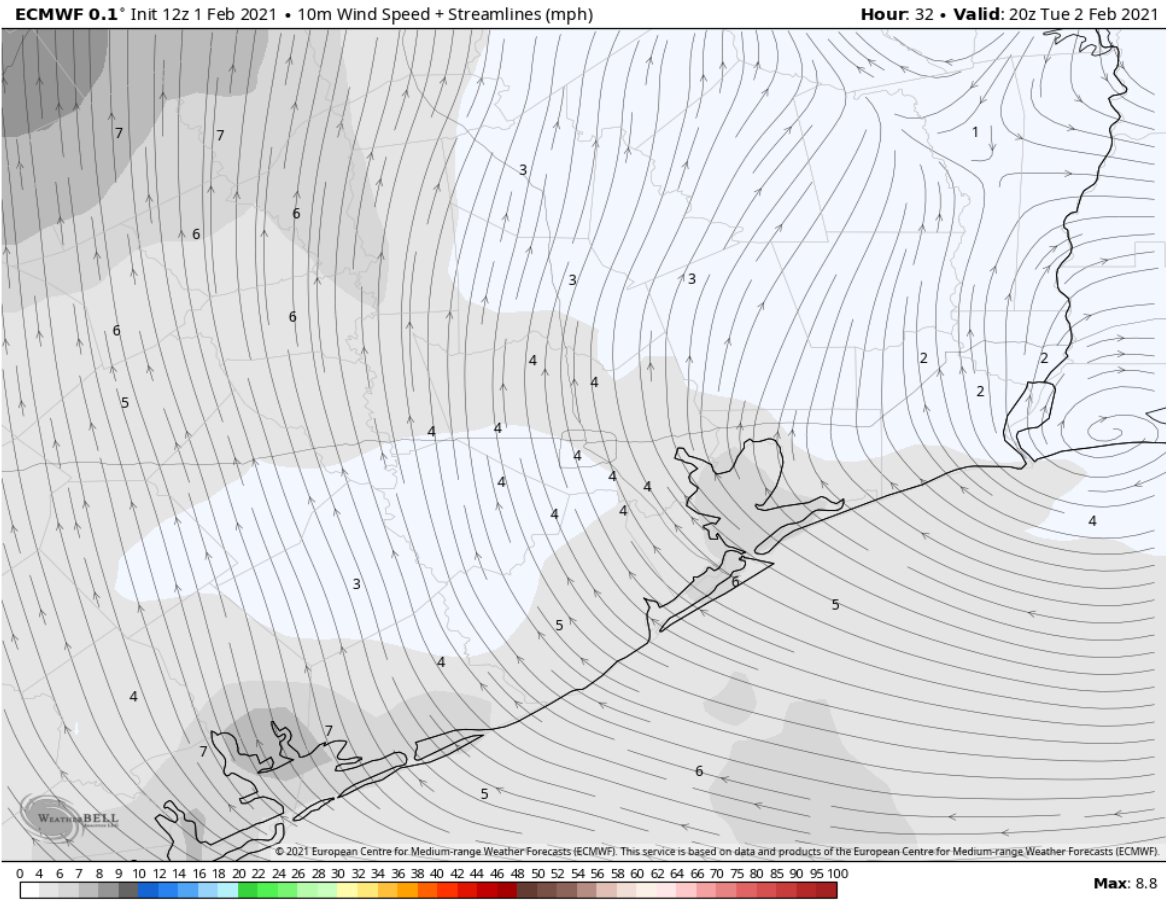 ECMWF 0.1° Init 12z 1 Feb 2021 • 10m Wind Speed + Streamlines (mph) Hour: 32 • Valid: 20z Tue 2 Feb 2021
1
7 7
3
6
6
3 3
6 6
4 2 2
4 2
5
4 4
4
4 4 4
4 4 4
3 6
5 5
4
4
7 7
6
5
WEATHERBELL
© 2021 European Centre for Medium-range Weather Forecasts (ECMWF). This service is based on data and products of the European Centre for Medium-range Weather Forecasts (ECMWF).
0 4 6 7 8 9 10 12 14 16 18 20 22 24 26 28 30 32 34 36 38 40 42 44 46 48 50 52 54 56 58 60 62 64 66 70 75 80 85 90 95 100
Max: 8.8